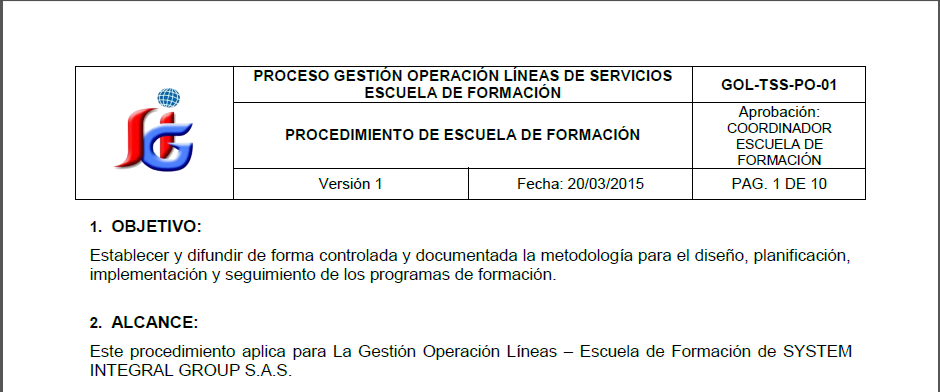 PROCESO GESTIÓN OPERACIÓN LÍNEAS DE SERVICIOS
ESCUELA DE FORMACIÓN
GOL-TSS-PO-01
SIG
PROCEDIMIENTO DE ESCUELA DE FORMACIÓN
Aprobación:
COORDINADOR
ESCUELA DE
FORMACIÓN
Versión 1
Fecha: 20/03/2015
PAG. 1 DE 10
1. OBJETIVO:
Establecer y difundir de forma controlada y documentada la metodología para el diseño, planificación,
implementación y seguimiento de los programas de formación.
2. ALCANCE:
Este procedimiento aplica para La Gestión Operación Líneas – Escuela de Formación de SYSTEM
INTEGRAL GROUP S.A.S.